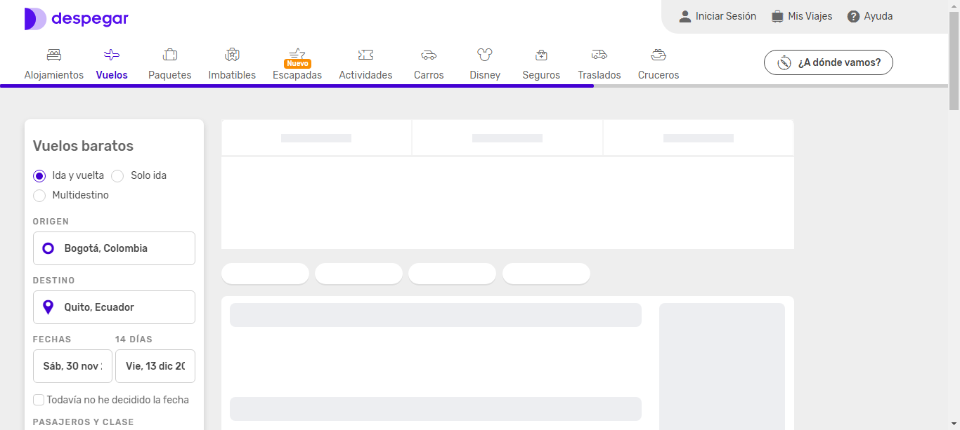 despegar
Iniciar Sesión Mis Viajes Ayuda
Alojamientos Vuelos Paquetes Imbatibles Nuevo Escapadas Actividades Carros Disney Seguros Traslados Cruceros
¿A dónde vamos?
Vuelos baratos
Ida y vuelta Solo ida
Multidestino
ORIGEN
Bogotá, Colombia
DESTINO
Quito, Ecuador
FECHAS 14 DÍAS
Sáb, 30 nov Vie, 13 dic 20
Todavía no he decidido la fecha
PASAJEROS Y CLASE